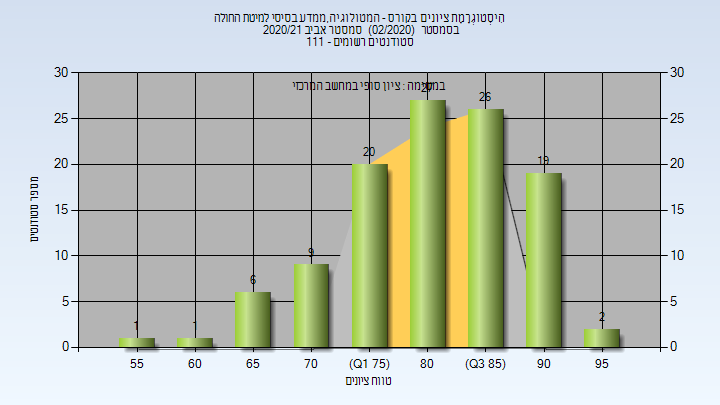 היסטוגרמת ציונים בקורס - המטולוגיה,ממדע בסיסי למיטת החולה
בסמסטר (02/2020) סמסטר אביב 2020/21
סטודנטים רשומים - 111
במשימה : ציון סופי במחשב המרכזי
30 30
25 25
20 20
15 15
10 10
5 5
0 0
מספר סטודנטים
1 1 6 9 20 27 26 19 2
55 60 65 70 (Q1 75) 80 (Q3 85) 90 95
טווח ציונים